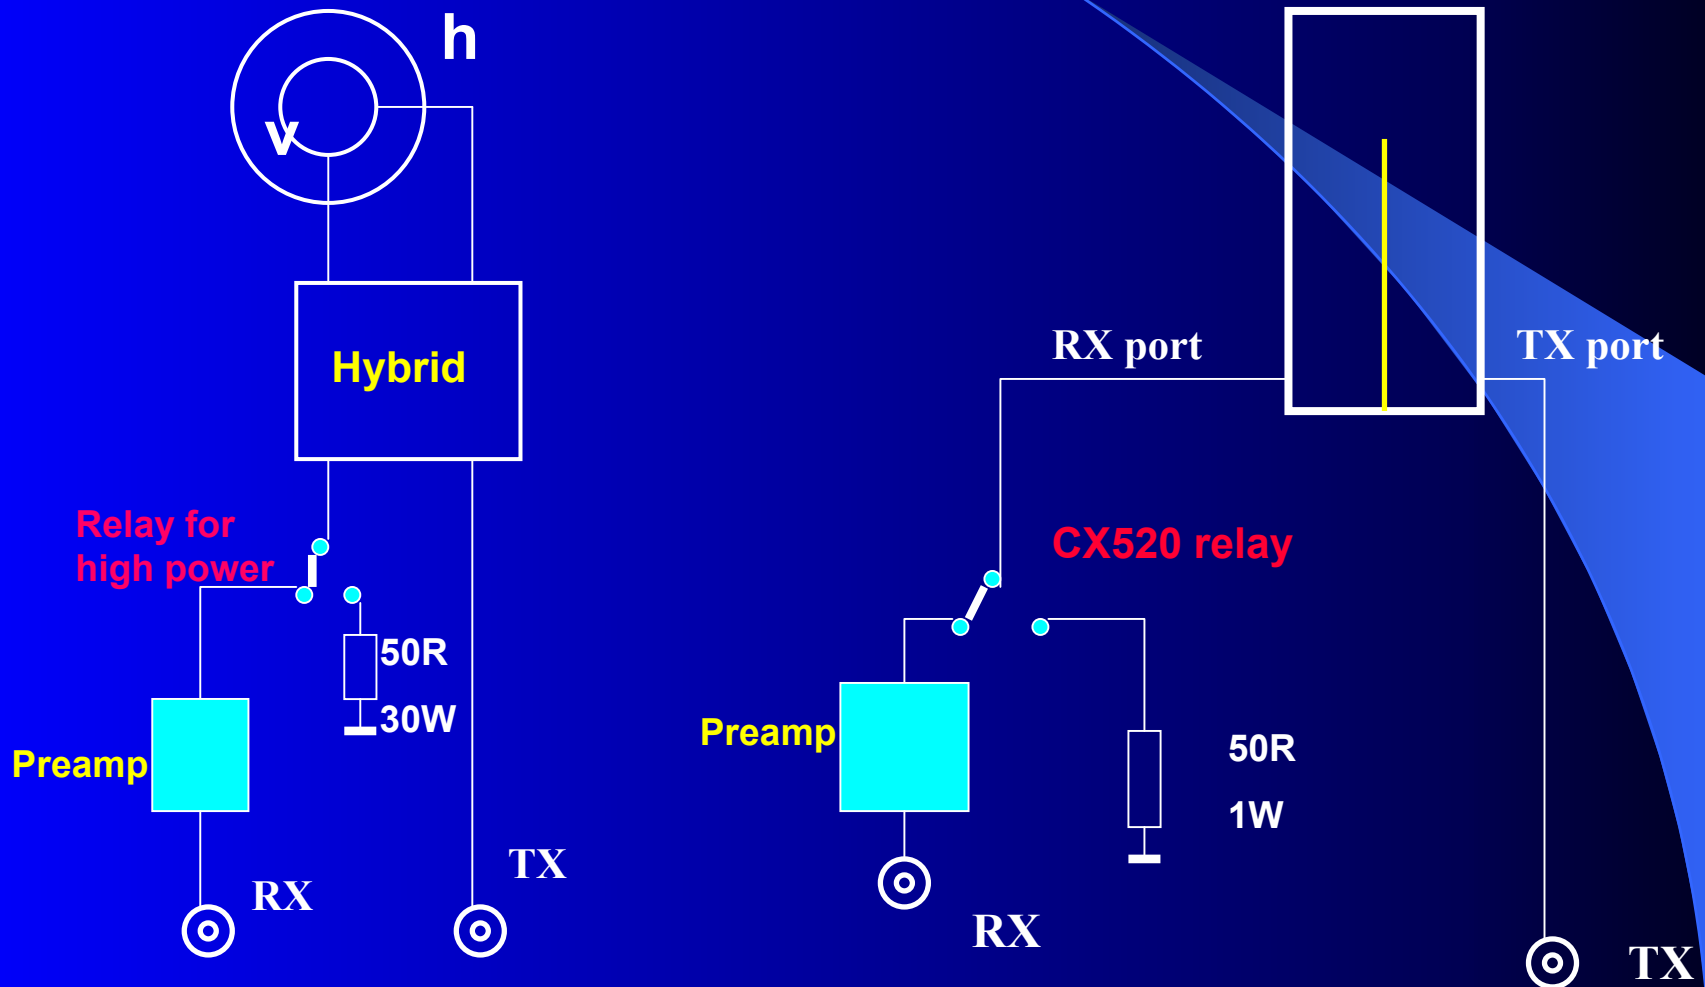 h
v
Hybrid
Relay for
high power
50R
30W
Preamp
RX
TX
RX port
TX port
CX520 relay
Preamp
50R
1W
RX
TX